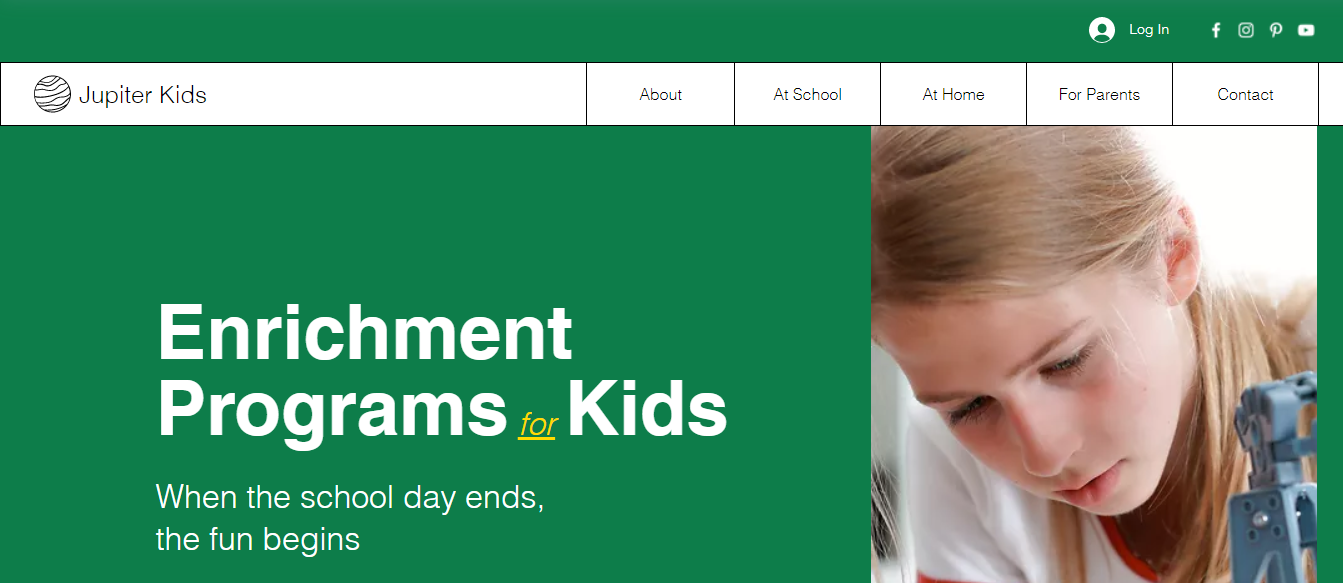 Log In
Jupiter Kids
About
At School
At Home
For Parents
Contact
Enrichment
Programs for Kids
When the school day ends,
the fun begins